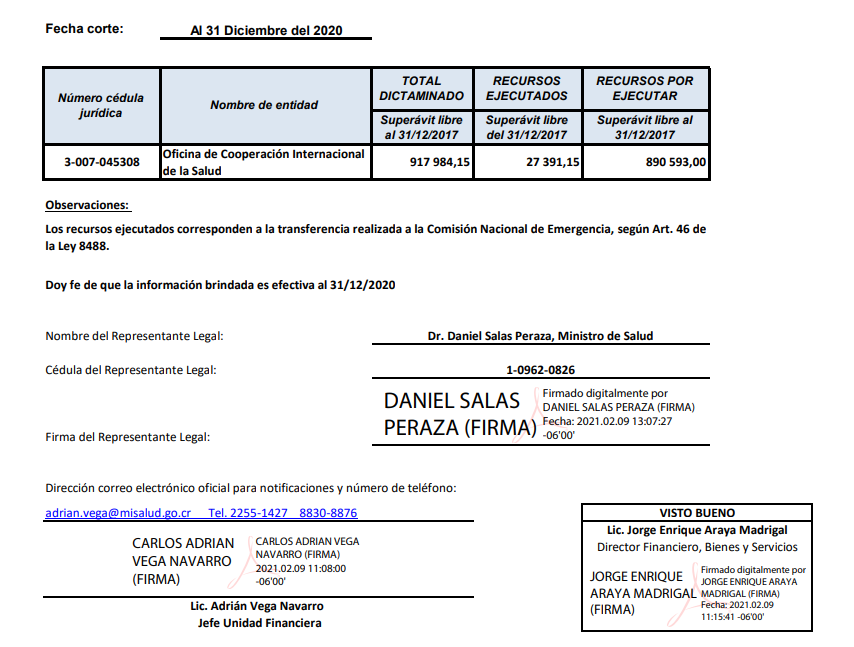 Fecha corte: Al 31 Diciembre del 2020
Número cédula jurídica
Nombre de entidad
TOTAL DICTAMINADO
RECURSOS EJECUTADOS
RECURSOS POR EJECUTAR
Superávit libre al 31/12/2017
Superávit libre del 31/12/2017
Superávit libre al 31/12/2017
3-007-045308
Oficina de Cooperación Internacional
de la Salud
917 984,15
27 391,15
890 593,00
Observaciones:
Los recursos ejecutados corresponden a la transferencia realizada a la Comisión Nacional de Emergencia, según Art. 46 de
la Ley 8488.
Doy fe de que la información brindada es efectiva al 31/12/2020
Nombre del Representante Legal: Dr. Daniel Salas Peraza, Ministro de Salud
Cédula del Representante Legal: 1-0962-0826
Firma del Representante Legal:
DANIEL SALAS
PERAZA (FIRMA)
Firmado digitalmente por
DANIEL SALAS PERAZA (FIRMA)
Fecha: 2021.02.09 13:07:27
-06'00'
Dirección correo electrónico oficial para notificaciones y número de teléfono:
adrian.vega@misalud.go.cr Tel. 2255-1427 8830-8876
CARLOS ADRIAN
VEGA NAVARRO
(FIRMA)
CARLOS ADRIAN VEGA
NAVARRO (FIRMA)
2021.02.09 11:08:00
-06'00'
Lic. Adrián Vega Navarro
Jefe Unidad Financiera
VISTO BUENO
Lic. Jorge Enrique Araya Madrigal
Director Financiero, Bienes y Servicios
JORGE ENRIQUE
ARAYA MADRIGAL
(FIRMA)
Firmado digitalmente por
JORGE ENRIQUE ARAYA
MADRIGAL (FIRMA)
Fecha: 2021.02.09
11:15:41 -06'00'